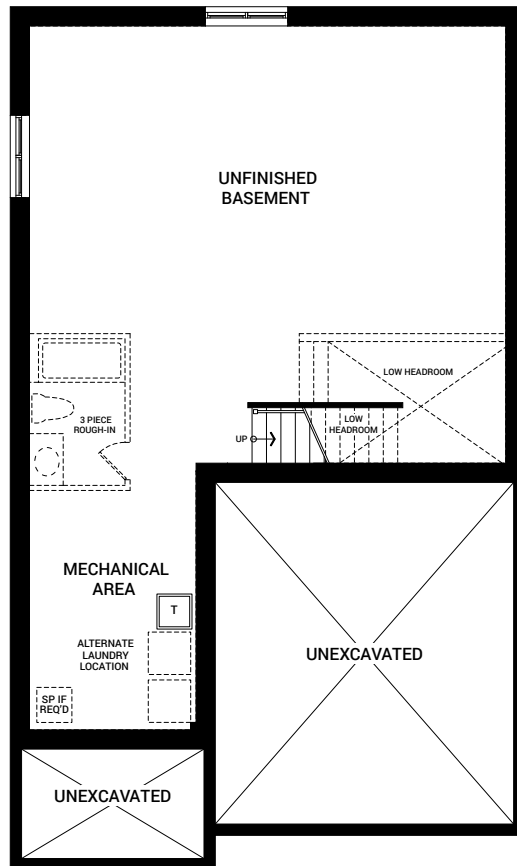 UNFINISHED
BASEMENT
LOW HEADROOM
3 PIECE
ROUGH-IN
LOW
HEADROOM
UP
MECHANICAL
AREA
T
ALTERNATE
LAUNDRY
LOCATION
UNEXCAVATED
SP IF
REQ'D
UNEXCAVATED